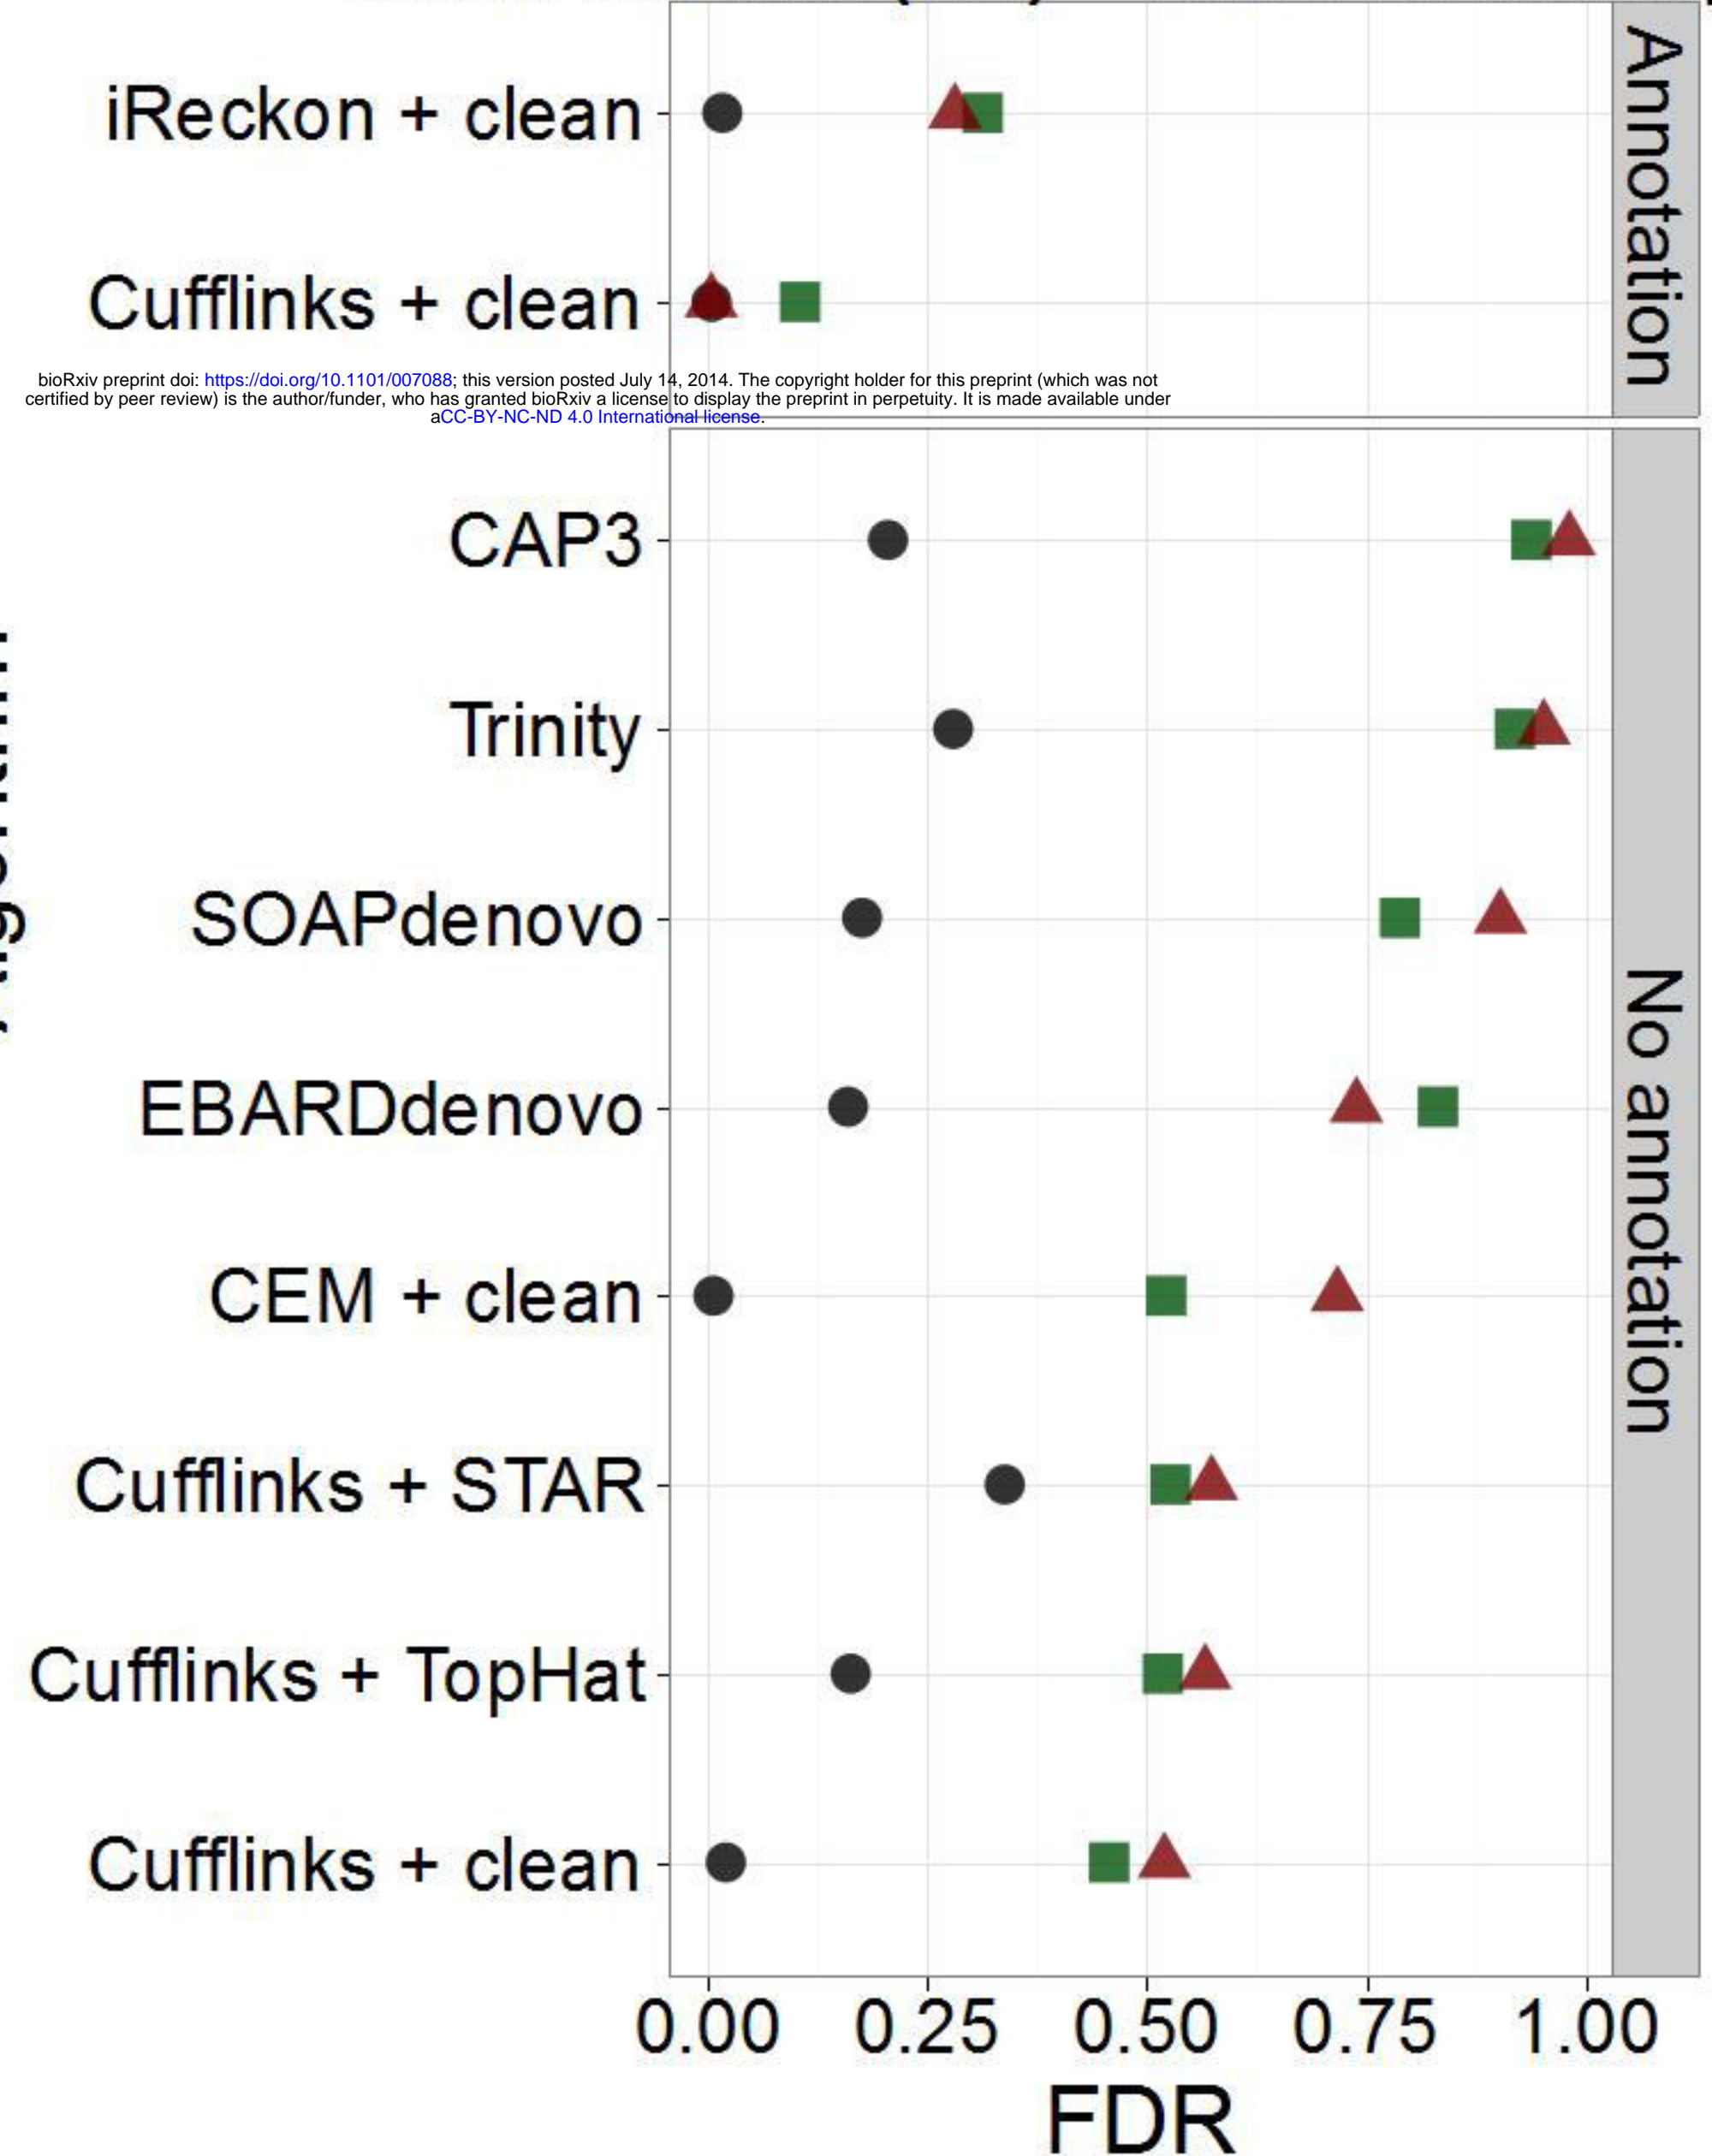 iReckon + clean
Cufflinks + clean
Annotation
bioRxiv preprint doi: https://doi.org/10.1101/007088; this version posted July 14, 2014. The copyright holder for this preprint (which was not
certified by peer review) is the author/funder, who has granted bioRxiv a license to display the preprint in perpetuity. It is made available under
aCC-BY-NC-ND 4.0 International license.
CAP3
Trinity
SOAPdenovo
EBARDdenovo
CEM + clean
Cufflinks + STAR
Cufflinks + TopHat
Cufflinks + clean
No annotation
0.00 0.25 0.50 0.75 1.00
FDR